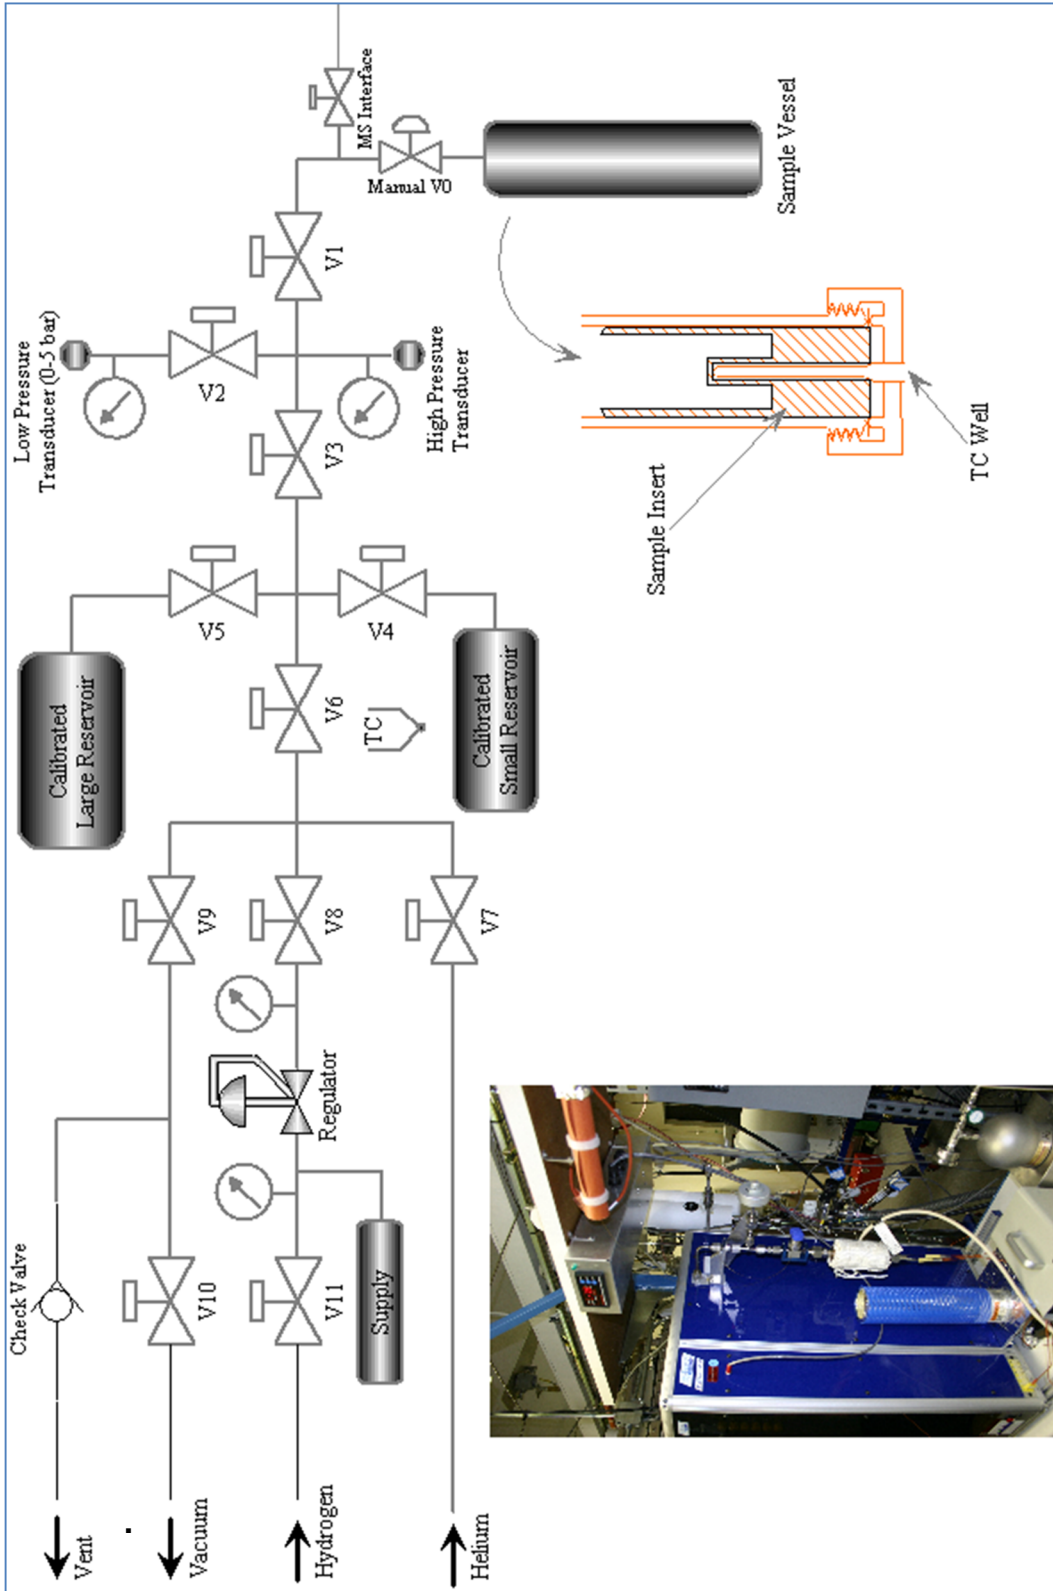 MS Interface
Manual V0
Sample Vessel
V1
Low Pressure
Transducer (0-5 bar)
V2
High Pressure
Transducer
V3
TC Well
Sample Insert
V5
V4
Calibrated
Large Reservoir
V6
TC
Calibrated
Small Reservoir
V9
V8
V7
Regulator
Check Valve
V10
V11
Supply
Vent
Vacuum
Hydrogen
Helium